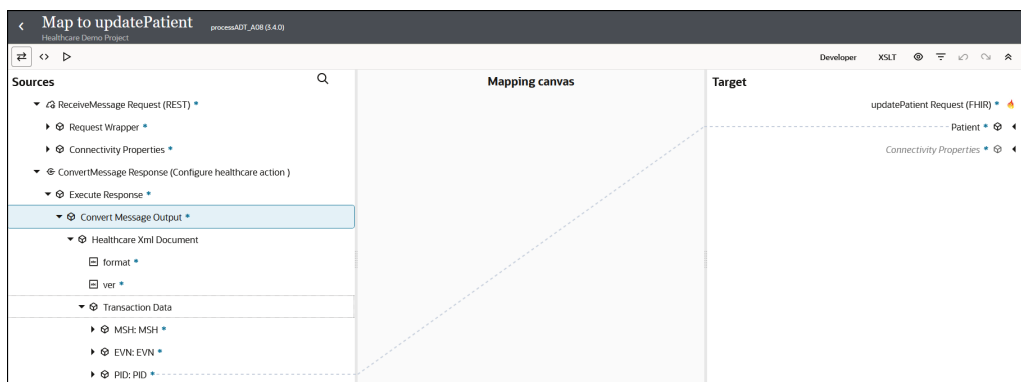 Map to updatePatient processADT_A08 (3.4.0)
Healthcare Demo Project
Developer XSLT
Sources
Mapping canvas
Target
ReceiveMessage Request (REST) *
Request Wrapper *
Connectivity Properties *
ConvertMessage Response (Configure healthcare action )
Execute Response *
Convert Message Output *
Healthcare Xml Document
format *
ver *
Transaction Data
MSH: MSH *
EVN: EVN *
PID: PID *
updatePatient Request (FHIR) *
Patient *
Connectivity Properties *